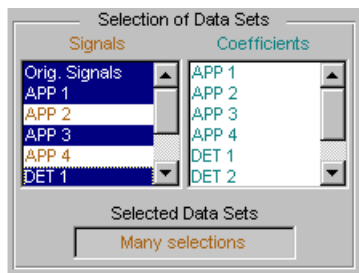 Selection of Data Sets
Signals
Coefficients
Orig. Signals
APP 1
APP 2
APP 3
APP 4
DET 1
APP 1
APP 2
APP 3
APP 4
DET 1
DET 2
Selected Data Sets
Many selections